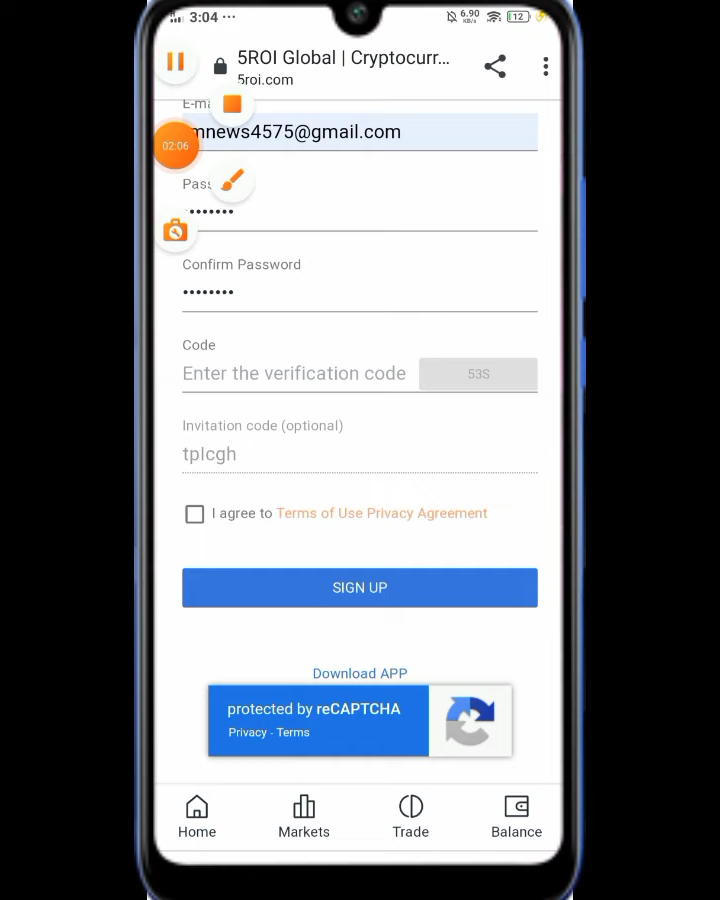 3:04 ...
6.90
KB/s
12
5ROI Global | Cryptocurr...
5roi.com
E-ma
mnews4575@gmail.com
02:06
Pass
Confirm Password
Code
Enter the verification code
53S
Invitation code (optional)
I agree to Terms of Use Privacy Agreement
SIGN UP
Download APP
protected by reCAPTCHA
Privacy - Terms
Home
Markets
Trade
Balance